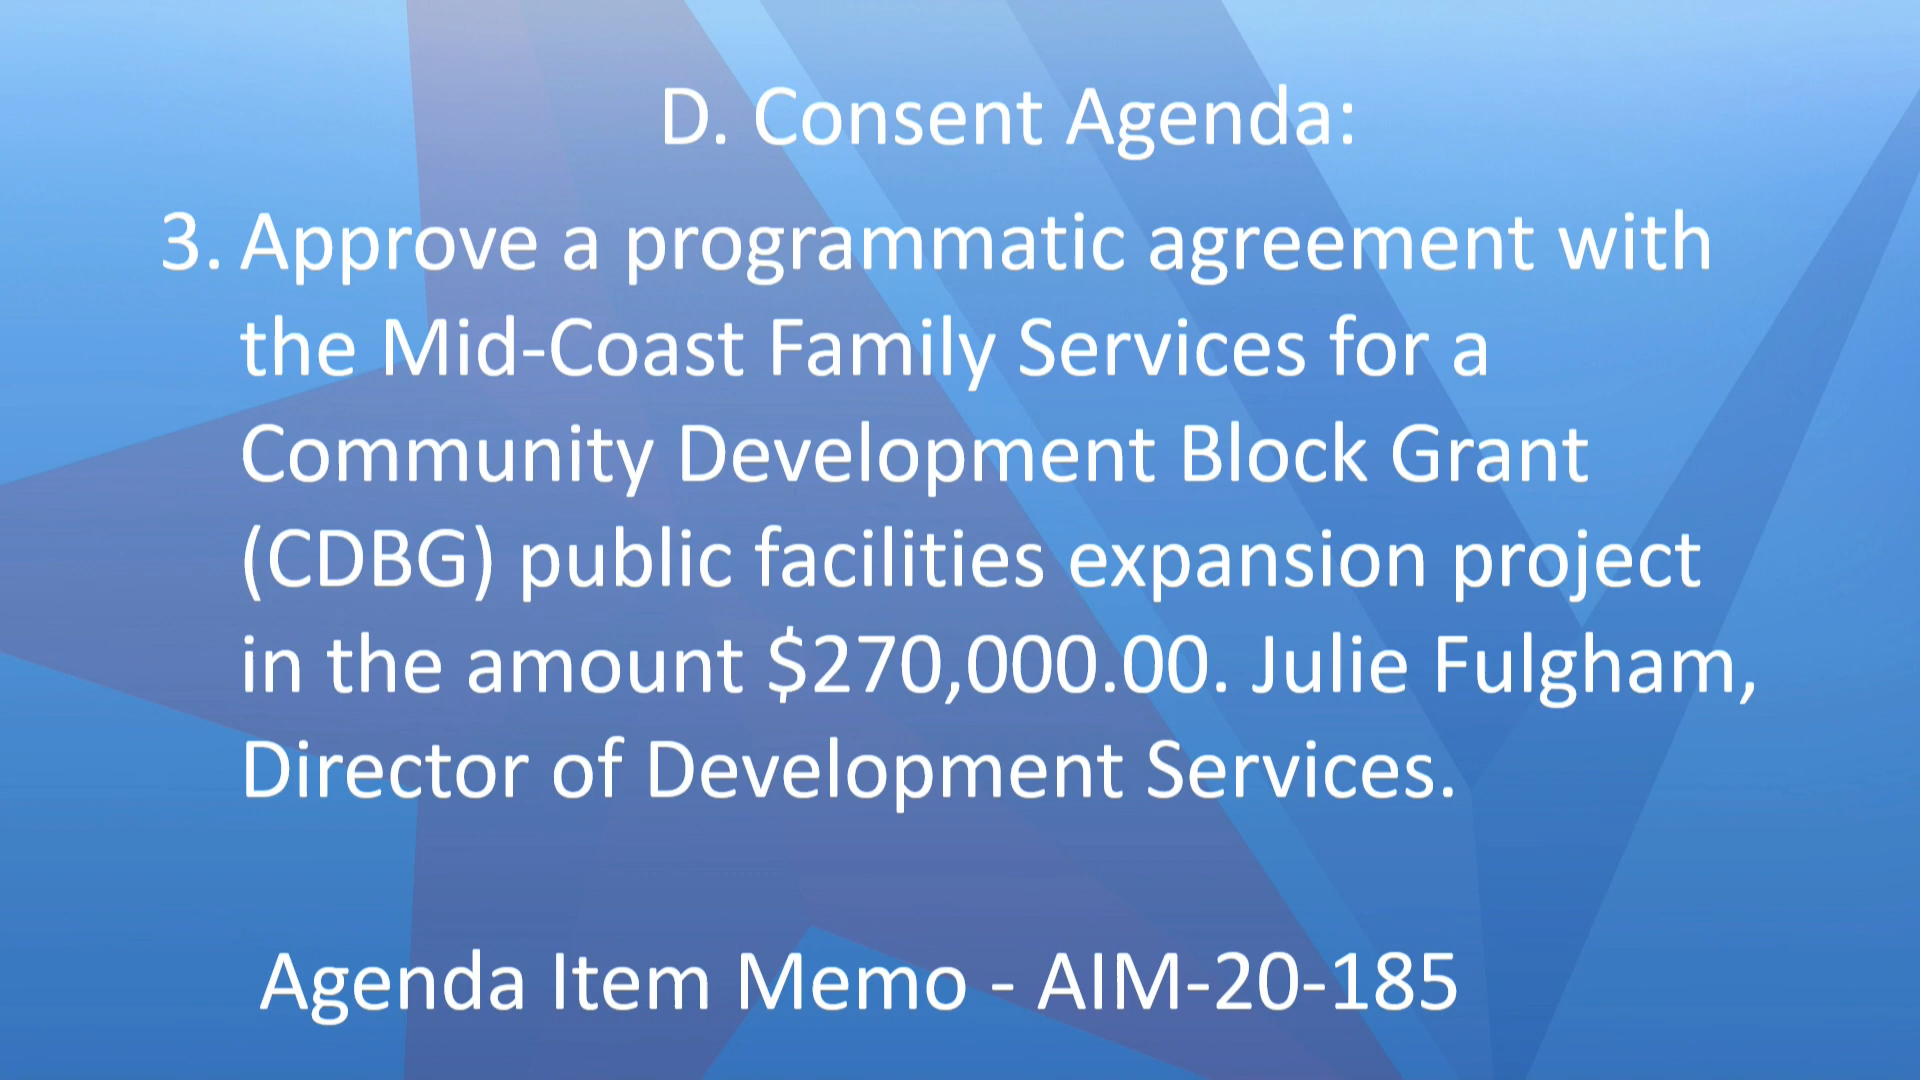 D. Consent Agenda:
3. Approve a programmatic agreement with
the Mid-Coast Family Services for a
Community Development Block Grant
(CDBG) public facilities expansion project
in the amount $270,000.00. Julie Fulgham,
Director of Development Services.
Agenda Item Memo - AIM-20-185